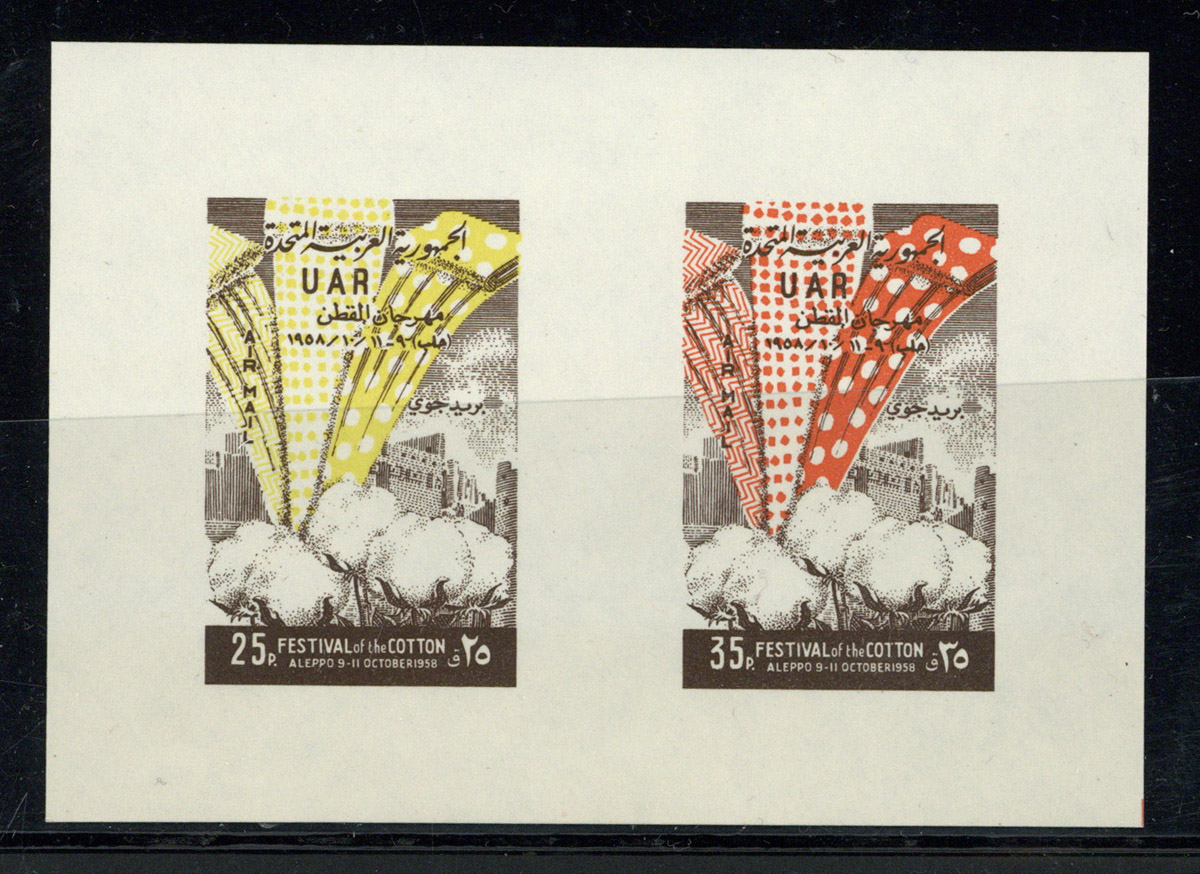 الجمهورية العربية المتحدة
UAR
مهرجان القطن
(حلب) ٩-١١/١٠/١٩٥٨
AIR MAIL
بريد جوي
25P. FESTIVAL of the COTTON ٢٥ ق
ALEPPO 9-11 OCTOBER 1958
الجمهورية العربية المتحدة
UAR
مهرجان القطن
(حلب) ٩-١١/١٠/١٩٥٨
AIR MAIL
بريد جوي
35P. FESTIVAL of the COTTON ٣٥ ق
ALEPPO 9-11 OCTOBER 1958